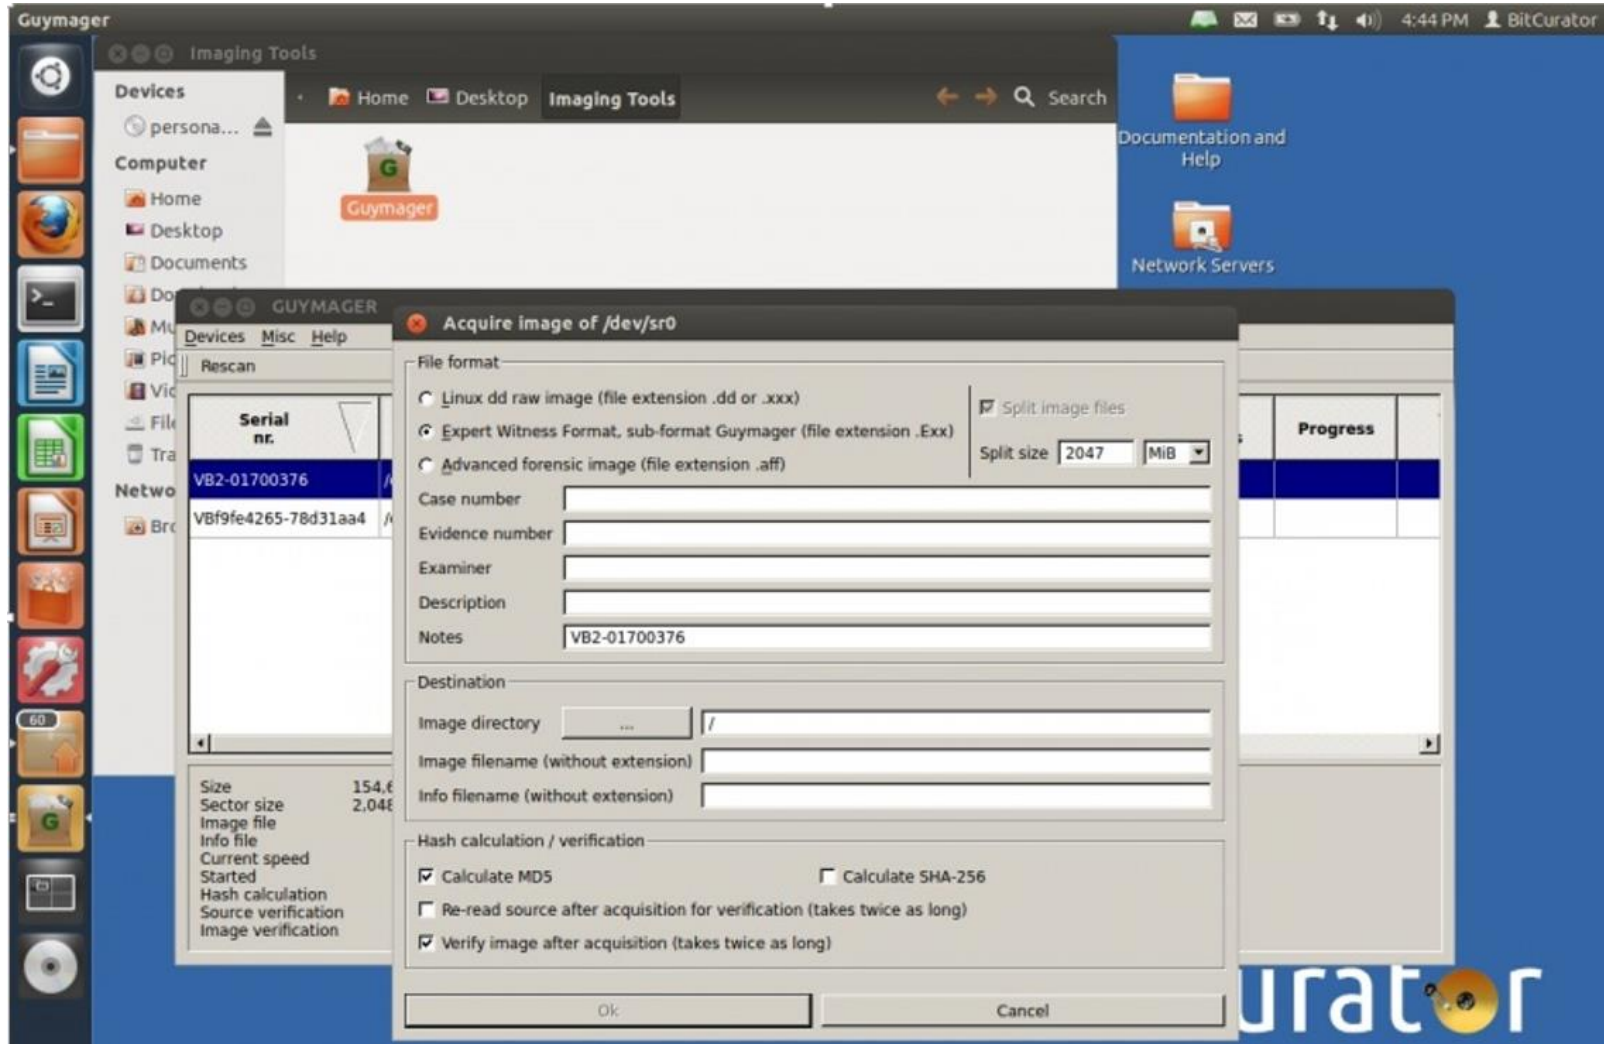 Guymager
4:44 PM BitCurator
Imaging Tools
Devices
persona...
Computer
Home
Desktop
Documents
Home Desktop Imaging Tools
Search
Guymager
Documentation and
Help
Network Servers
GUYMAGER
Devices Misc Help
Rescan
Serial
nr.
Progress
VB2-01700376
VBf9fe4265-78d31aa4
Size 154,6
Sector size 2,048
Image file
Info file
Current speed
Started
Hash calculation
Source verification
Image verification
Acquire image of /dev/sr0
File format
Linux dd raw image (file extension .dd or .xxx)
Expert Witness Format, sub-format Guymager (file extension .Exx)
Advanced forensic image (file extension .aff)
Split image files
Split size 2047 MiB
Case number
Evidence number
Examiner
Description
Notes VB2-01700376
Destination
Image directory ... /
Image filename (without extension)
Info filename (without extension)
Hash calculation / verification
Calculate MD5 Calculate SHA-256
Re-read source after acquisition for verification (takes twice as long)
Verify image after acquisition (takes twice as long)
Ok Cancel
60
G
urator